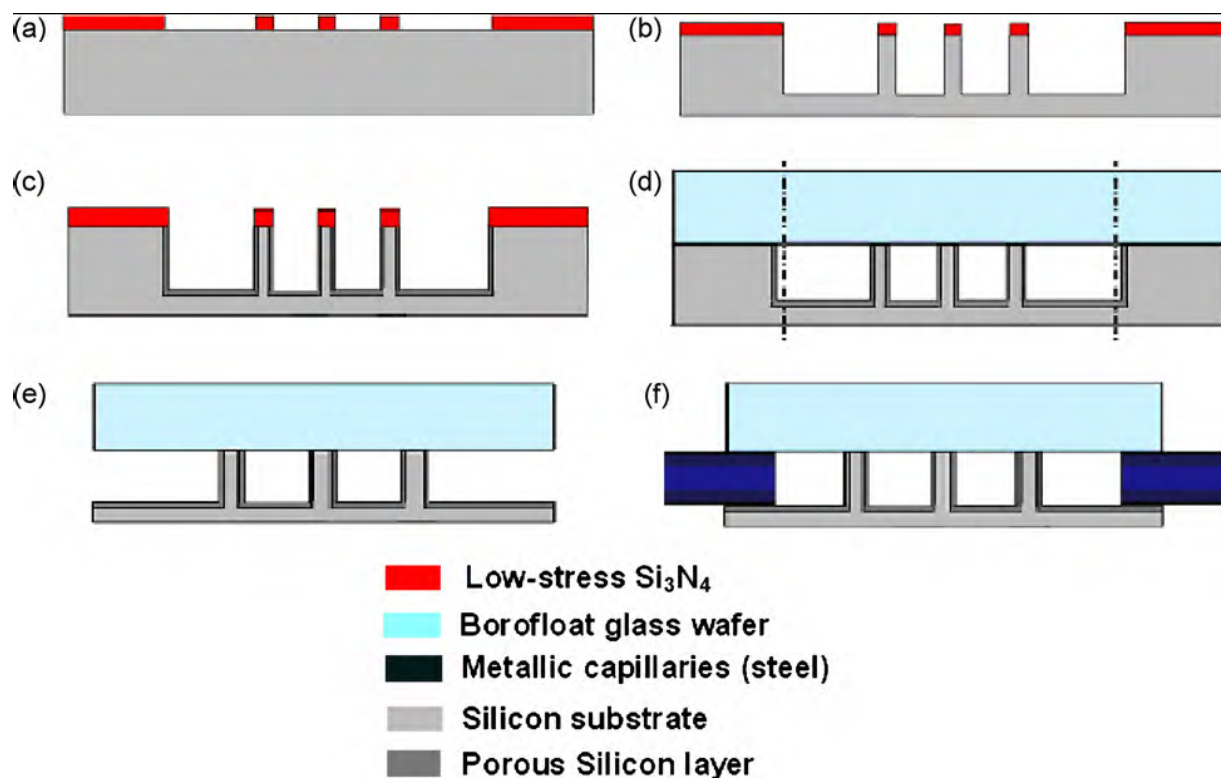 (a)
(b)
(c)
(d)
(e)
(f)
Low-stress Si₃N₄
Borofloat glass wafer
Metallic capillaries (steel)
Silicon substrate
Porous Silicon layer